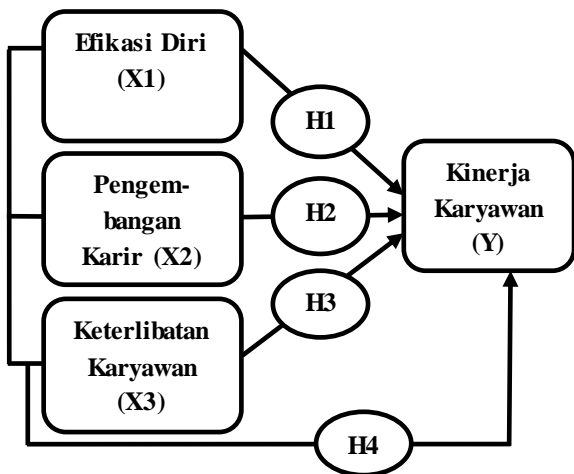 Efikasi Diri
(X1)
H1
Pengem-
bangan
Karir (X2)
H2
Kinerja
Karyawan
(Y)
Keterlibatan
Karyawan
(X3)
H3
H4